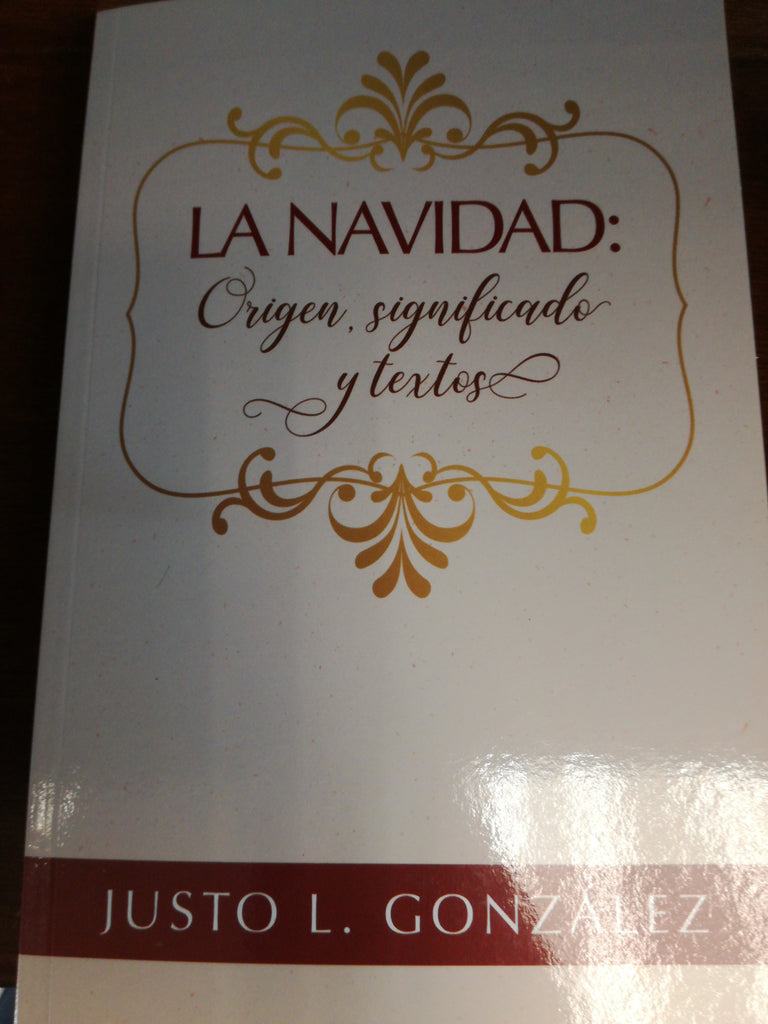 LA NAVIDAD:
Origen, significado
y textos
JUSTO L. GONZÁLEZ